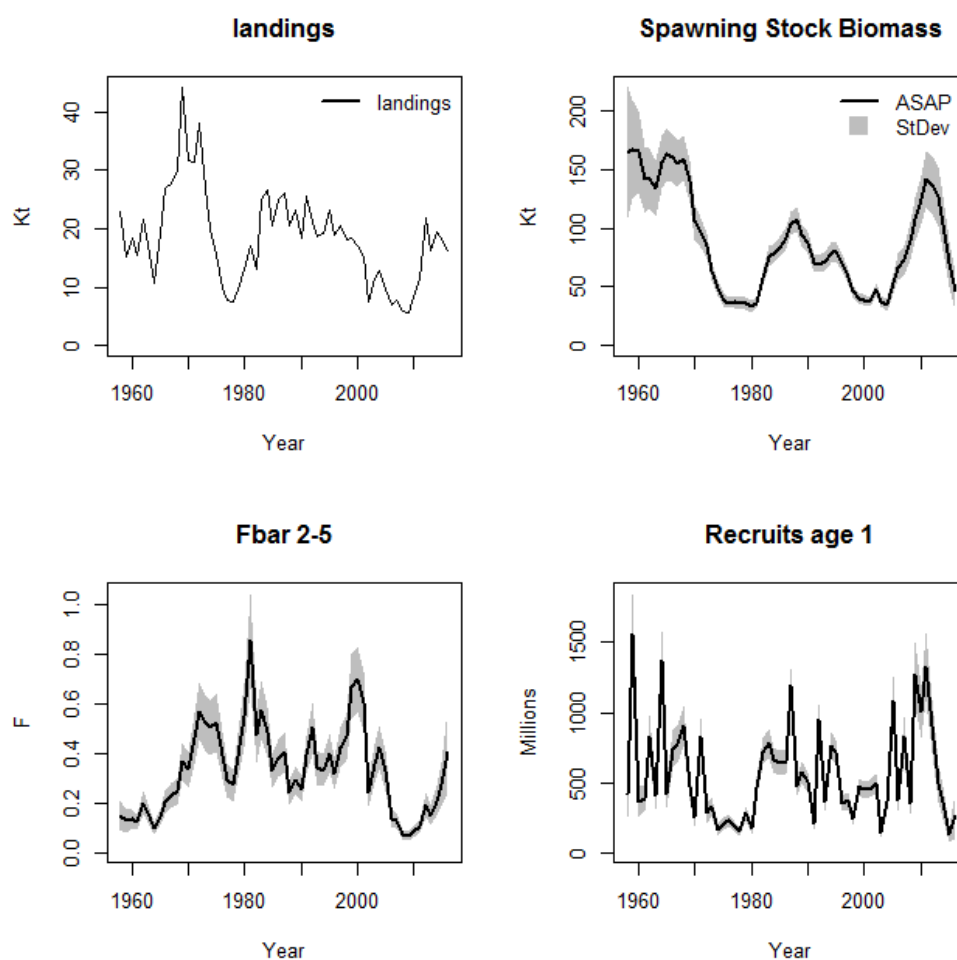 landings
Kt
40
30
20
10
0
landings
1960
1980
2000
Year
Spawning Stock Biomass
Kt
200
150
100
50
0
ASAP
StDev
1960
1980
2000
Year
Fbar 2-5
F
1.0
0.8
0.6
0.4
0.2
0.0
1960
1980
2000
Year
Recruits age 1
Millions
1500
1000
500
0
1960
1980
2000
Year